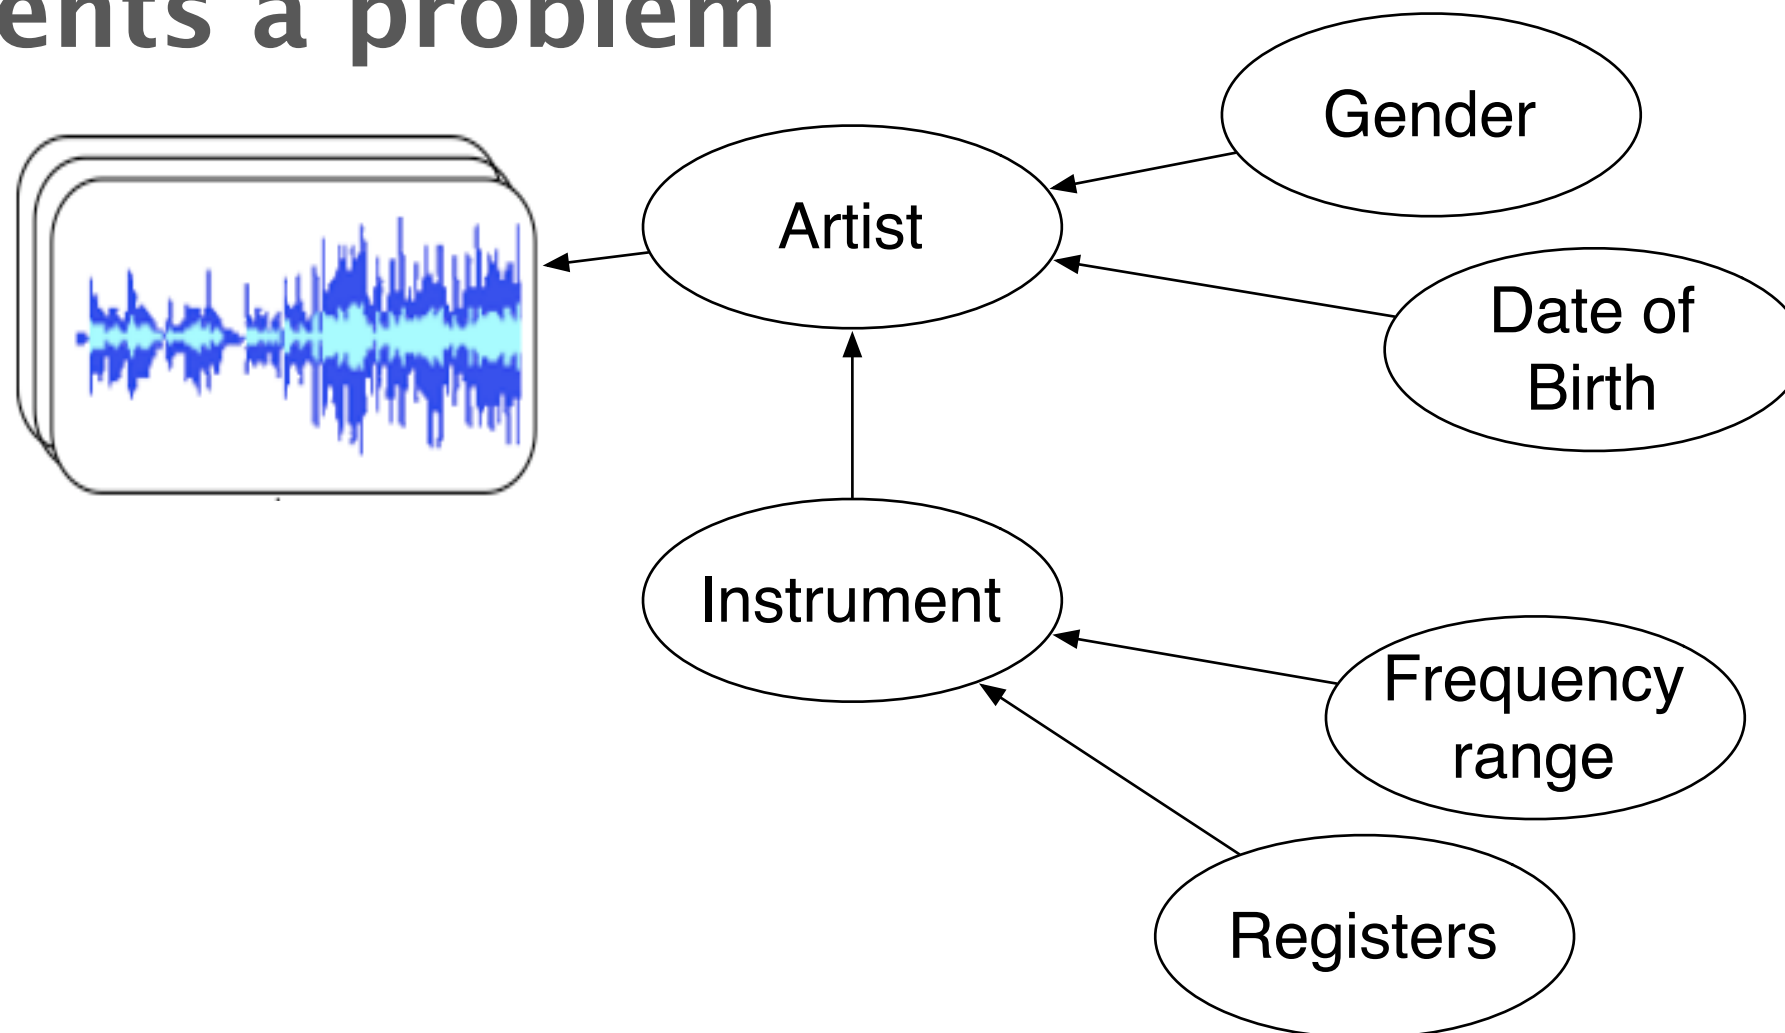 ents a problem
Gender
Artist
Date of
Birth
Instrument
Frequency
range
Registers